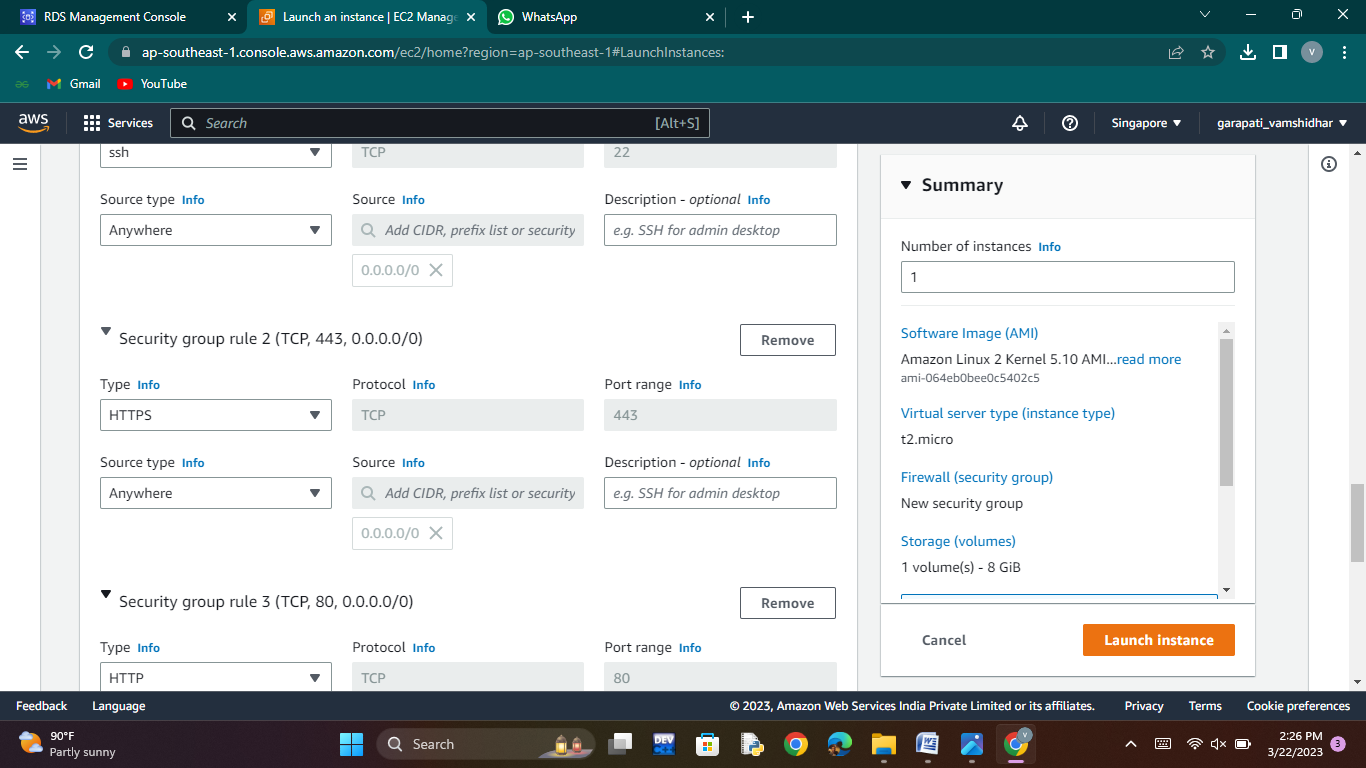 RDS Management Console
Launch an instance | EC2 Manage
WhatsApp
ap-southeast-1.console.aws.amazon.com/ec2/home?region=ap-southeast-1#LaunchInstances:
V
Gmail
YouTube
aws
Services
Search
[Alt+S]
Singapore
garapati_vamshidhar
ssh
TCP
22
Source type Info
Source Info
Description - optional Info
Anywhere
Add CIDR, prefix list or security
e.g. SSH for admin desktop
0.0.0.0/0
Security group rule 2 (TCP, 443, 0.0.0.0/0)
Remove
Type Info
Protocol Info
Port range Info
HTTPS
TCP
443
Source type Info
Source Info
Description - optional Info
Anywhere
Add CIDR, prefix list or security
e.g. SSH for admin desktop
0.0.0.0/0
Security group rule 3 (TCP, 80, 0.0.0.0/0)
Remove
Type Info
Protocol Info
Port range Info
HTTP
TCP
80
Summary
Number of instances Info
1
Software Image (AMI)
Amazon Linux 2 Kernel 5.10 AMI...read more
ami-064eb0bee0c5402c5
Virtual server type (instance type)
t2.micro
Firewall (security group)
New security group
Storage (volumes)
1 volume(s) - 8 GiB
Cancel
Launch instance
Feedback
Language
© 2023, Amazon Web Services India Private Limited or its affiliates.
Privacy
Terms
Cookie preferences
90°F
Partly sunny
Search
DEV
V
2:26 PM
3/22/2023
3